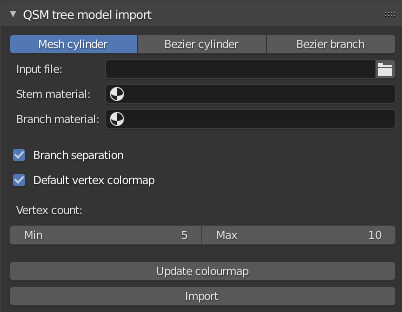 QSM tree model import
Mesh cylinder Bezier cylinder Bezier branch
Input file:
Stem material:
Branch material:
Branch separation
Default vertex colormap
Vertex count:
Min 5 Max 10
Update colourmap
Import